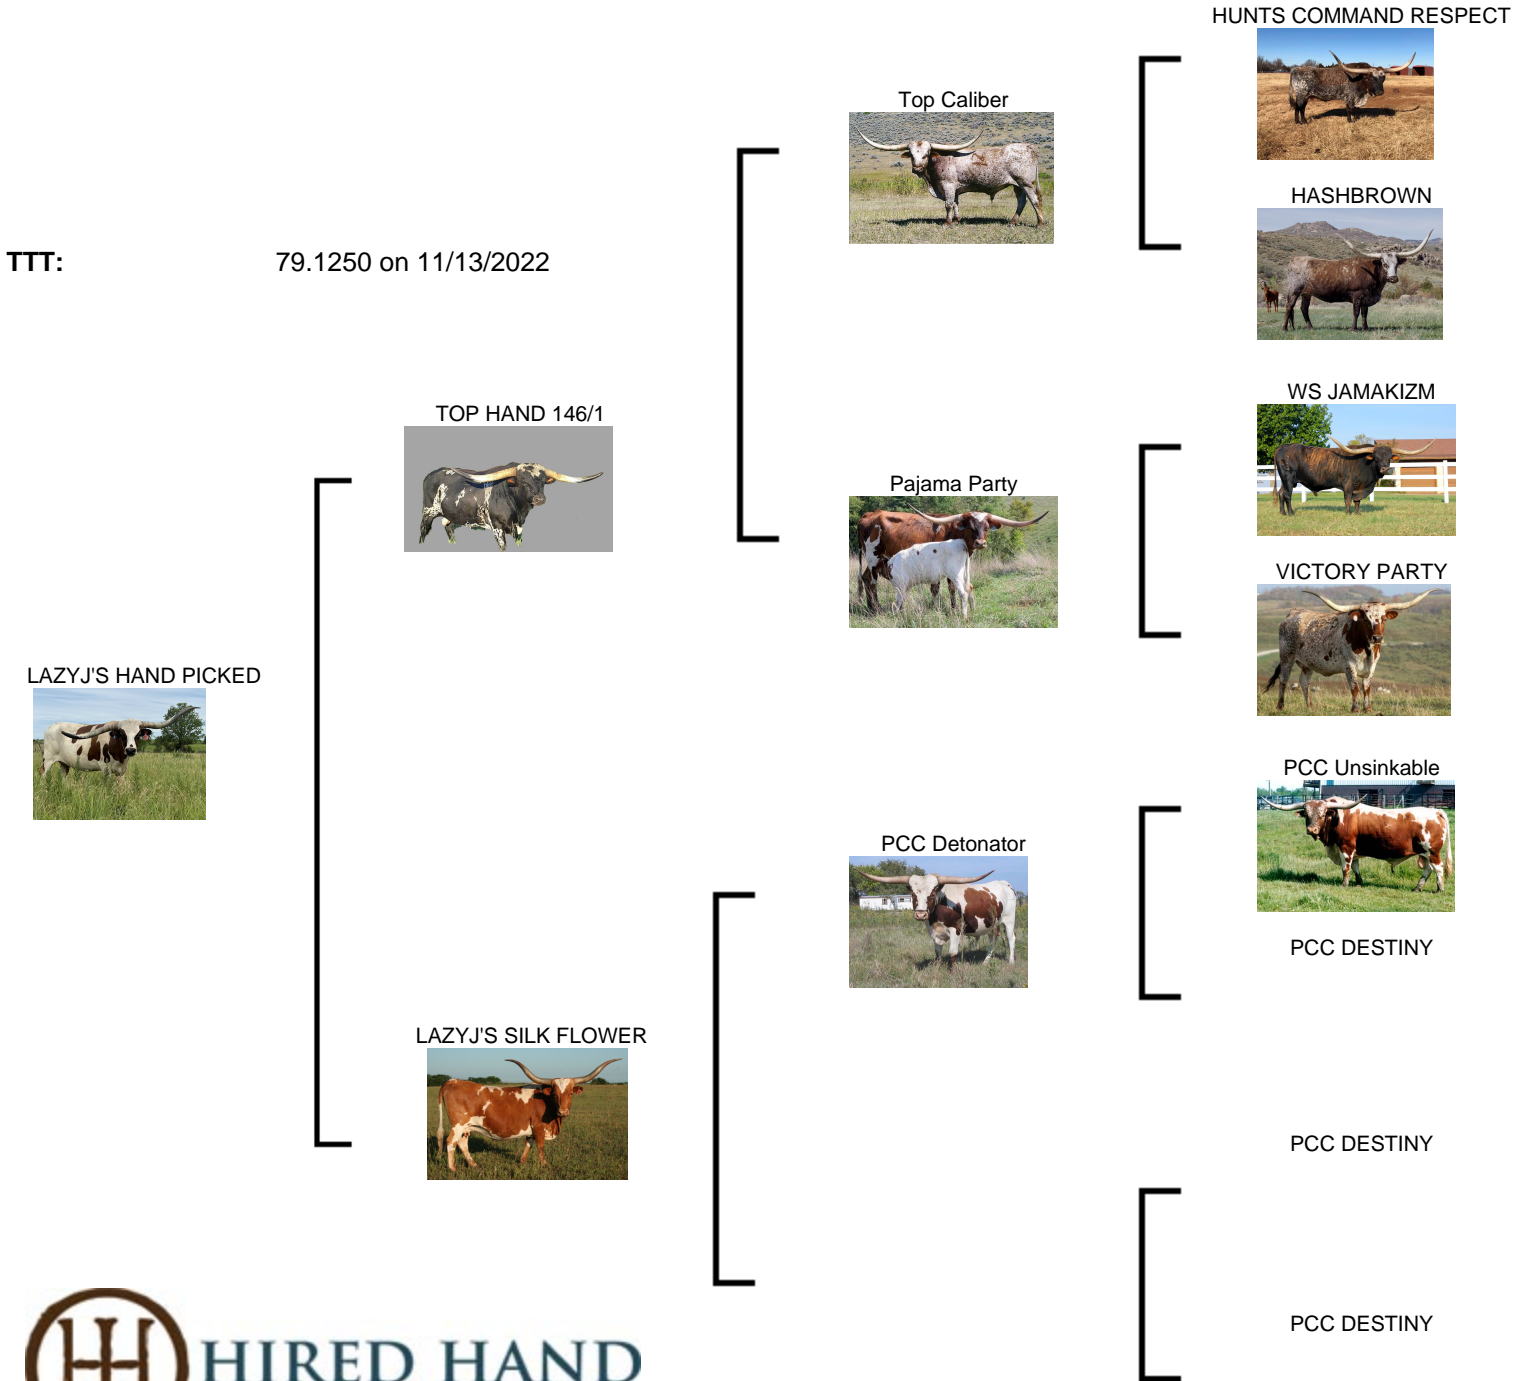 HUNTS COMMAND RESPECT
Top Caliber
HASHBROWN
TTT: 79.1250 on 11/13/2022
WS JAMAKIZM
TOP HAND 146/1
Pajama Party
VICTORY PARTY
LAZYJ'S HAND PICKED
PCC Unsinkable
PCC Detonator
PCC DESTINY
LAZYJ'S SILK FLOWER
PCC DESTINY
PCC DESTINY
HIRED HAND